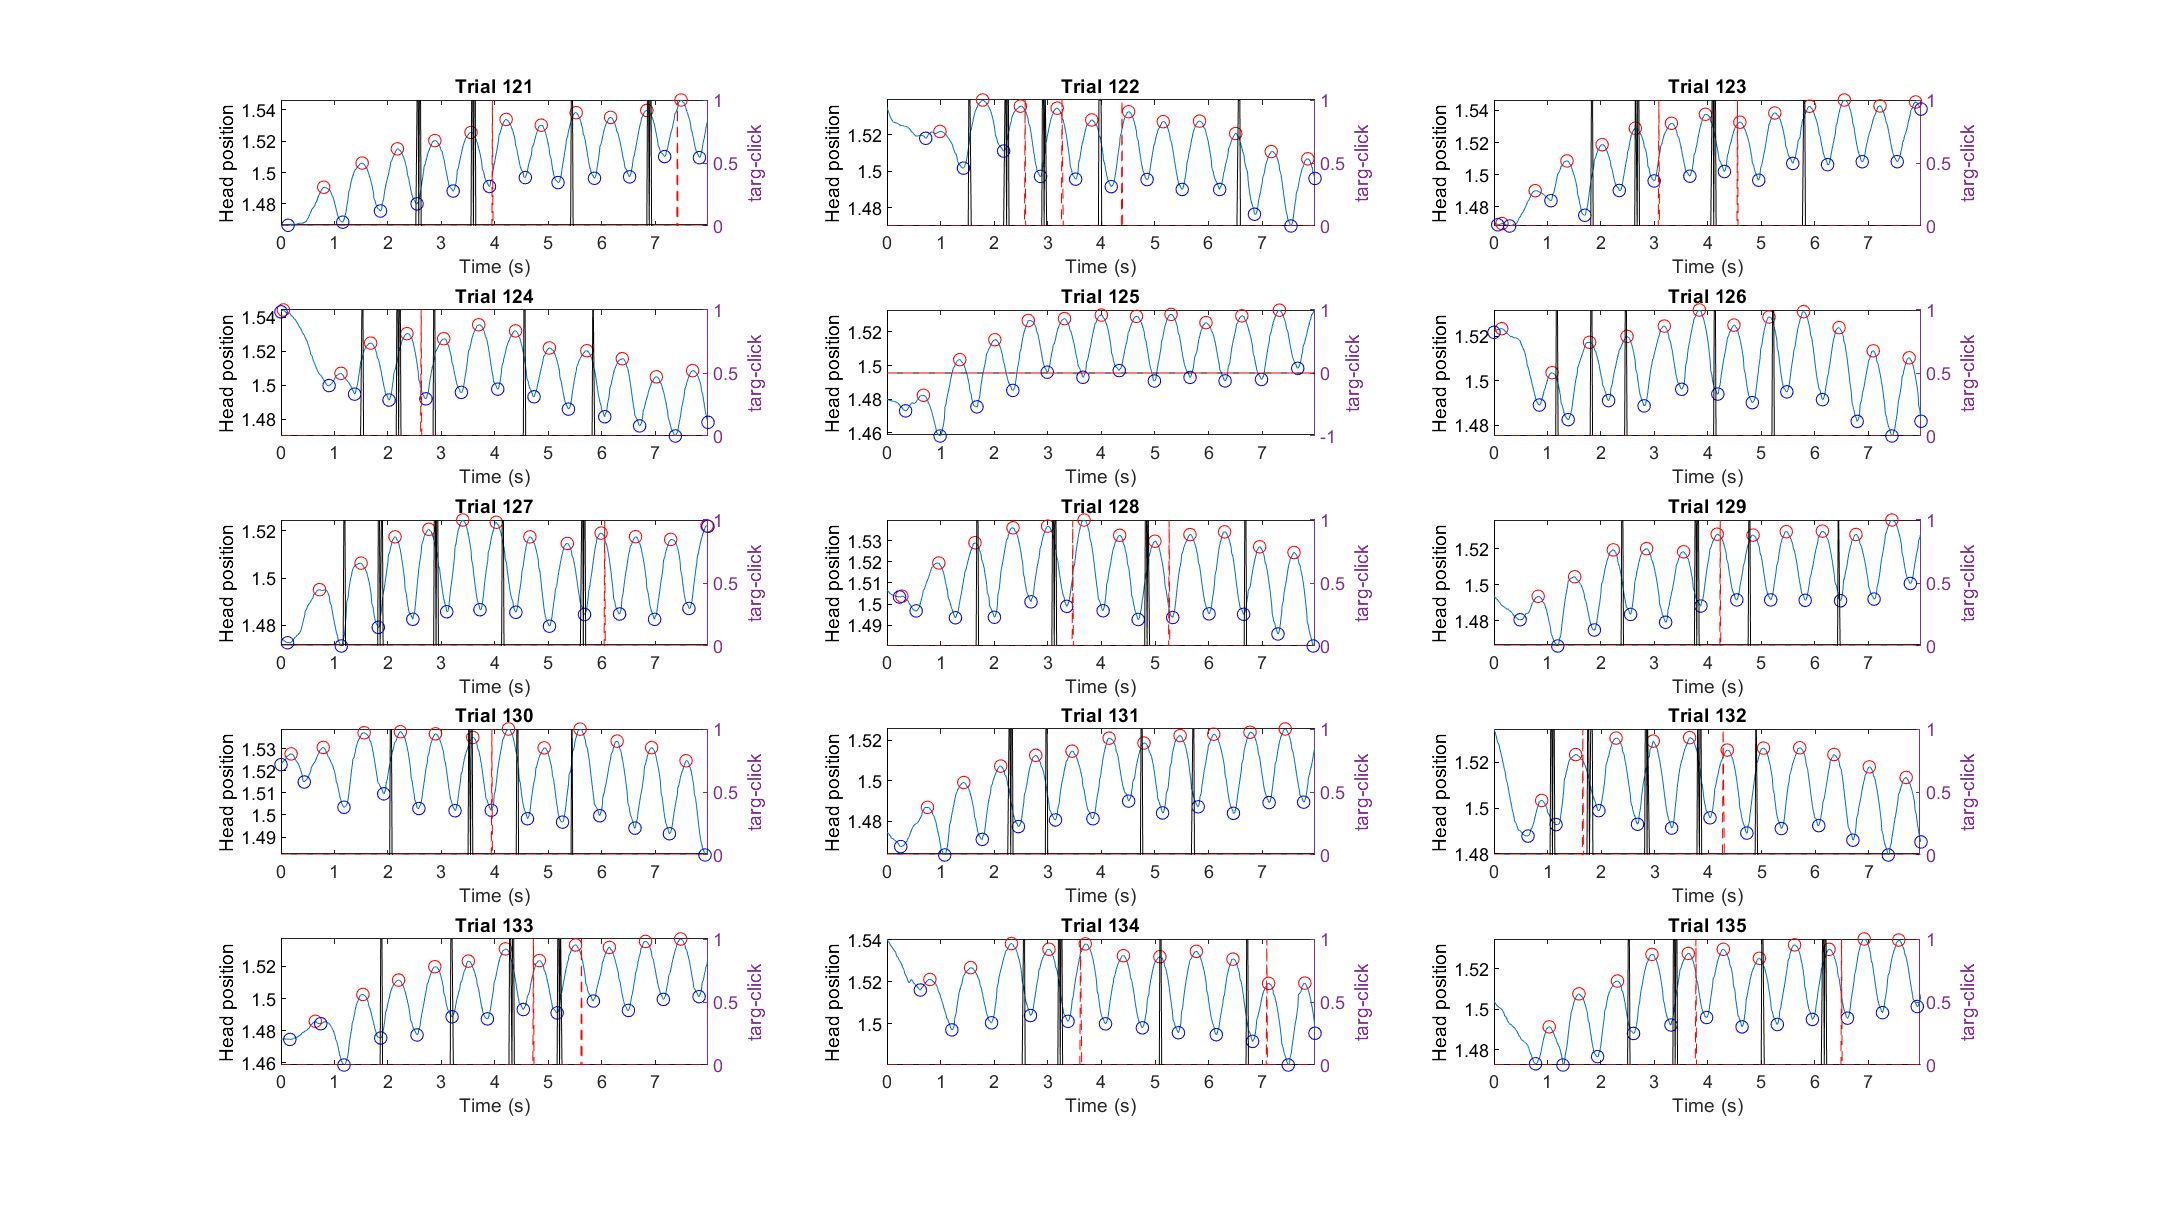 Trial 121
Head position
1.54
1.52
1.5
1.48
1
0.5
0
targ-click
0 1 2 3 4 5 6 7
Time (s)
Trial 122
Head position
1.52
1.5
1.48
1
0.5
0
targ-click
0 1 2 3 4 5 6 7
Time (s)
Trial 123
Head position
1.54
1.52
1.5
1.48
1
0.5
0
targ-click
0 1 2 3 4 5 6 7
Time (s)
Trial 124
Head position
1.54
1.52
1.5
1.48
1
0.5
0
targ-click
0 1 2 3 4 5 6 7
Time (s)
Trial 125
Head position
1.52
1.5
1.48
1.46
1
0
-1
targ-click
0 1 2 3 4 5 6 7
Time (s)
Trial 126
Head position
1.52
1.5
1.48
1
0.5
0
targ-click
0 1 2 3 4 5 6 7
Time (s)
Trial 127
Head position
1.52
1.5
1.48
1
0.5
0
targ-click
0 1 2 3 4 5 6 7
Time (s)
Trial 128
Head position
1.53
1.52
1.51
1.5
1.49
1
0.5
0
targ-click
0 1 2 3 4 5 6 7
Time (s)
Trial 129
Head position
1.52
1.5
1.48
1
0.5
0
targ-click
0 1 2 3 4 5 6 7
Time (s)
Trial 130
Head position
1.53
1.52
1.51
1.5
1.49
1
0.5
0
targ-click
0 1 2 3 4 5 6 7
Time (s)
Trial 131
Head position
1.52
1.5
1.48
1
0.5
0
targ-click
0 1 2 3 4 5 6 7
Time (s)
Trial 132
Head position
1.52
1.5
1.48
1
0.5
0
targ-click
0 1 2 3 4 5 6 7
Time (s)
Trial 133
Head position
1.52
1.5
1.48
1.46
1
0.5
0
targ-click
0 1 2 3 4 5 6 7
Time (s)
Trial 134
Head position
1.54
1.52
1.5
1
0.5
0
targ-click
0 1 2 3 4 5 6 7
Time (s)
Trial 135
Head position
1.52
1.5
1.48
1
0.5
0
targ-click
0 1 2 3 4 5 6 7
Time (s)